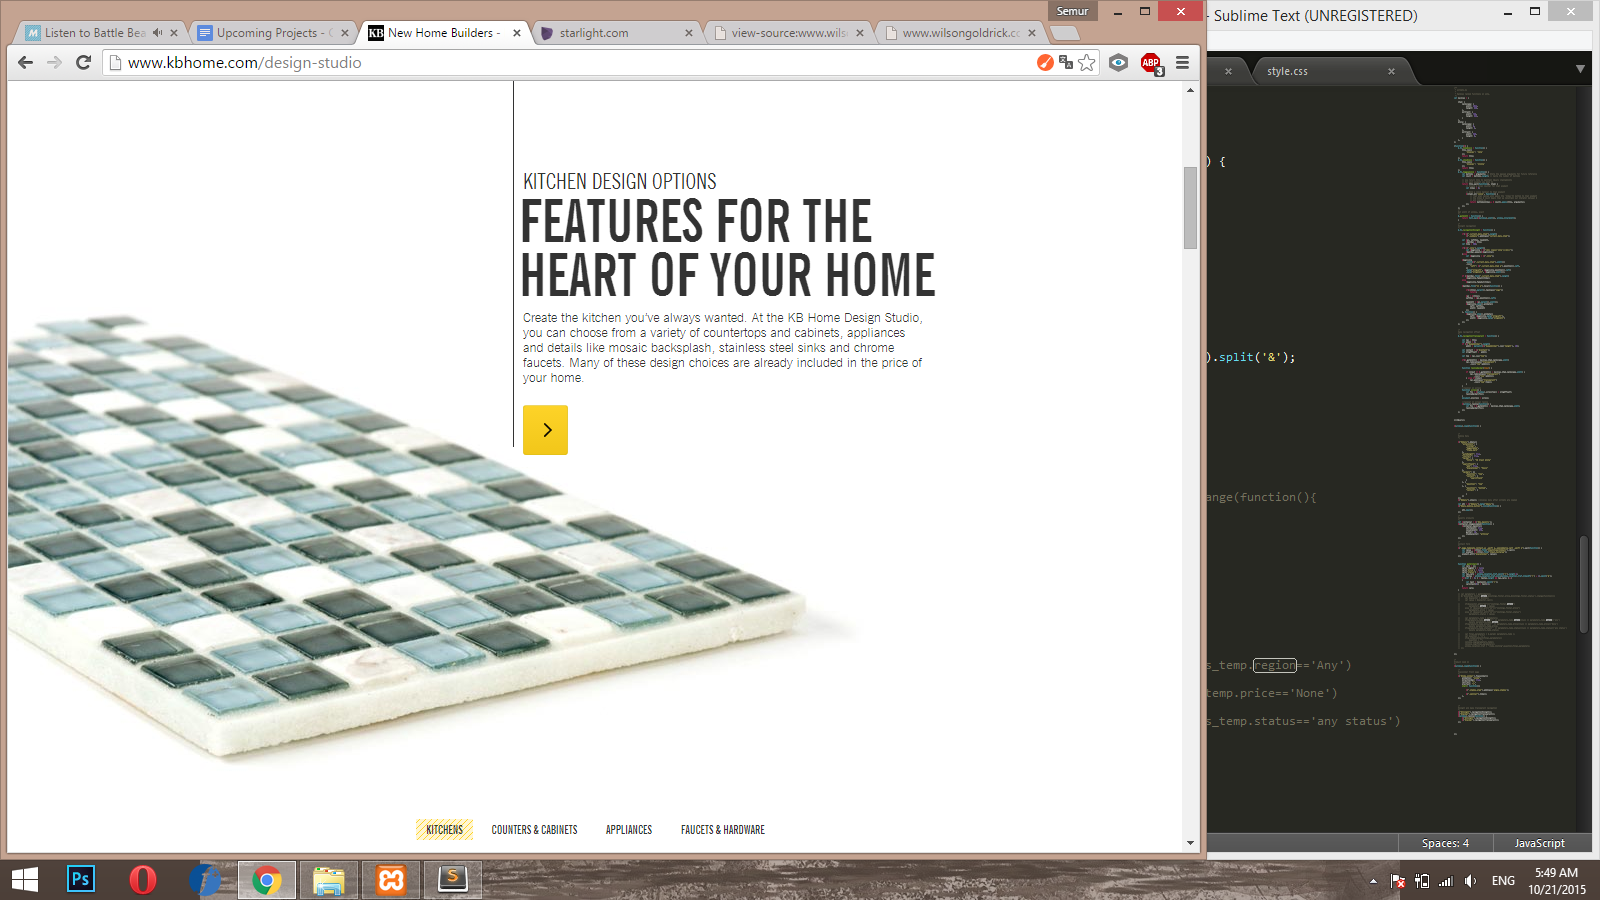 Semur
Sublime Text (UNREGISTERED)
Listen to Battle Bea
Upcoming Projects -
KB New Home Builders -
starlight.com
view-source:www.wils
www.wilsongoldrick.co
www.kbhome.com/design-studio
ABP
3
style.css
KITCHEN DESIGN OPTIONS
FEATURES FOR THE
HEART OF YOUR HOME
Create the kitchen you've always wanted. At the KB Home Design Studio,
you can choose from a variety of countertops and cabinets, appliances
and details like mosaic backsplash, stainless steel sinks and chrome
faucets. Many of these design choices are already included in the price of
your home.
) {
).split('&');
ange(function(){
s_temp.region=='Any')
temp.price=='None')
s_temp.status=='any status')
KITCHENS
COUNTERS & CABINETS
APPLIANCES
FAUCETS & HARDWARE
Spaces: 4
JavaScript
Ps
ENG
5:49 AM
10/21/2015